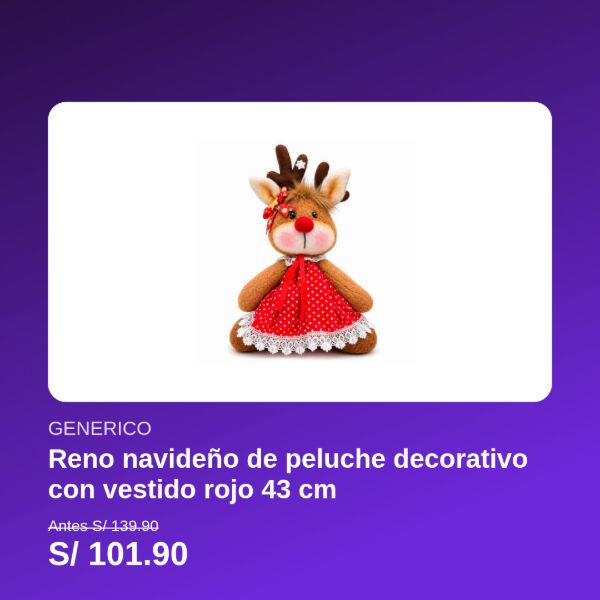 GENERICO
Reno navideño de peluche decorativo
con vestido rojo 43 cm
Antes S/ 139.90
S/ 101.90